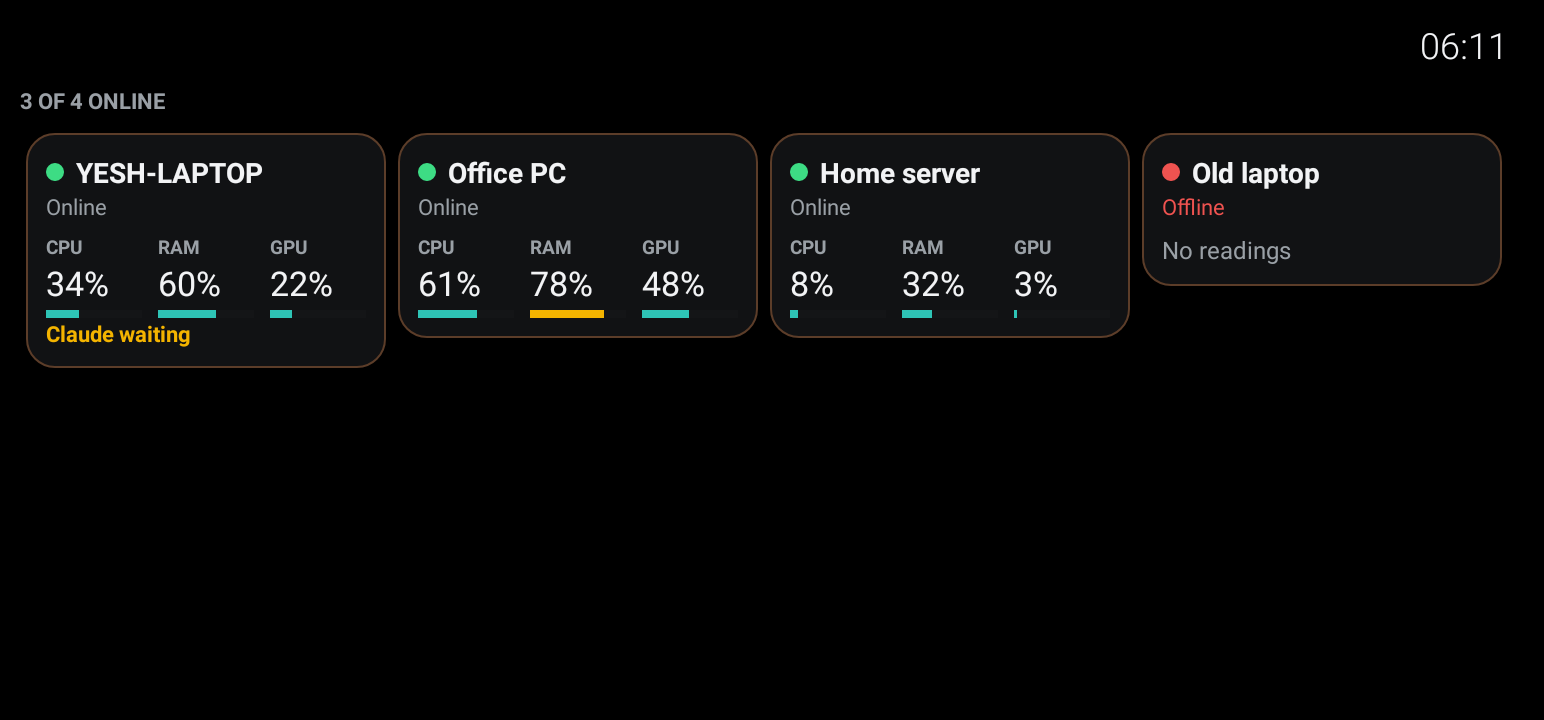 06:11
3 OF 4 ONLINE
YESH-LAPTOP
Online
CPU RAM GPU
34% 60% 22%
Claude waiting
Office PC
Online
CPU RAM GPU
61% 78% 48%
Home server
Online
CPU RAM GPU
8% 32% 3%
Old laptop
Offline
No readings